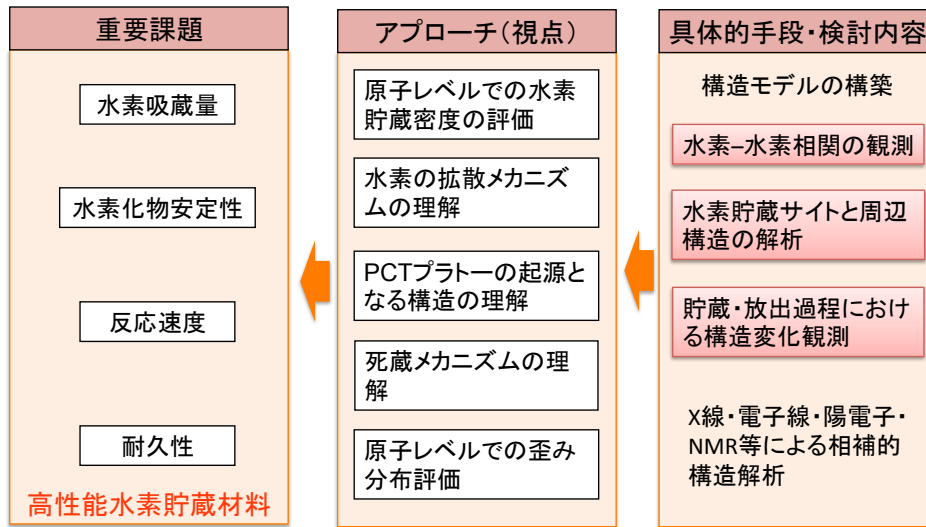 重要課題
水素吸蔵量
水素化物安定性
反応速度
耐久性
高性能水素貯蔵材料
アプローチ（視点）
原子レベルでの水素
貯蔵密度の評価
水素の拡散メカニズ
ムの理解
PCTプラトーの起源と
なる構造の理解
死蔵メカニズムの理
解
原子レベルでの歪み
分布評価
具体的手段・検討内容
構造モデルの構築
水素–水素相関の観測
水素貯蔵サイトと周辺
構造の解析
貯蔵・放出過程におけ
る構造変化観測
X線・電子線・陽電子・
NMR等による相補的
構造解析